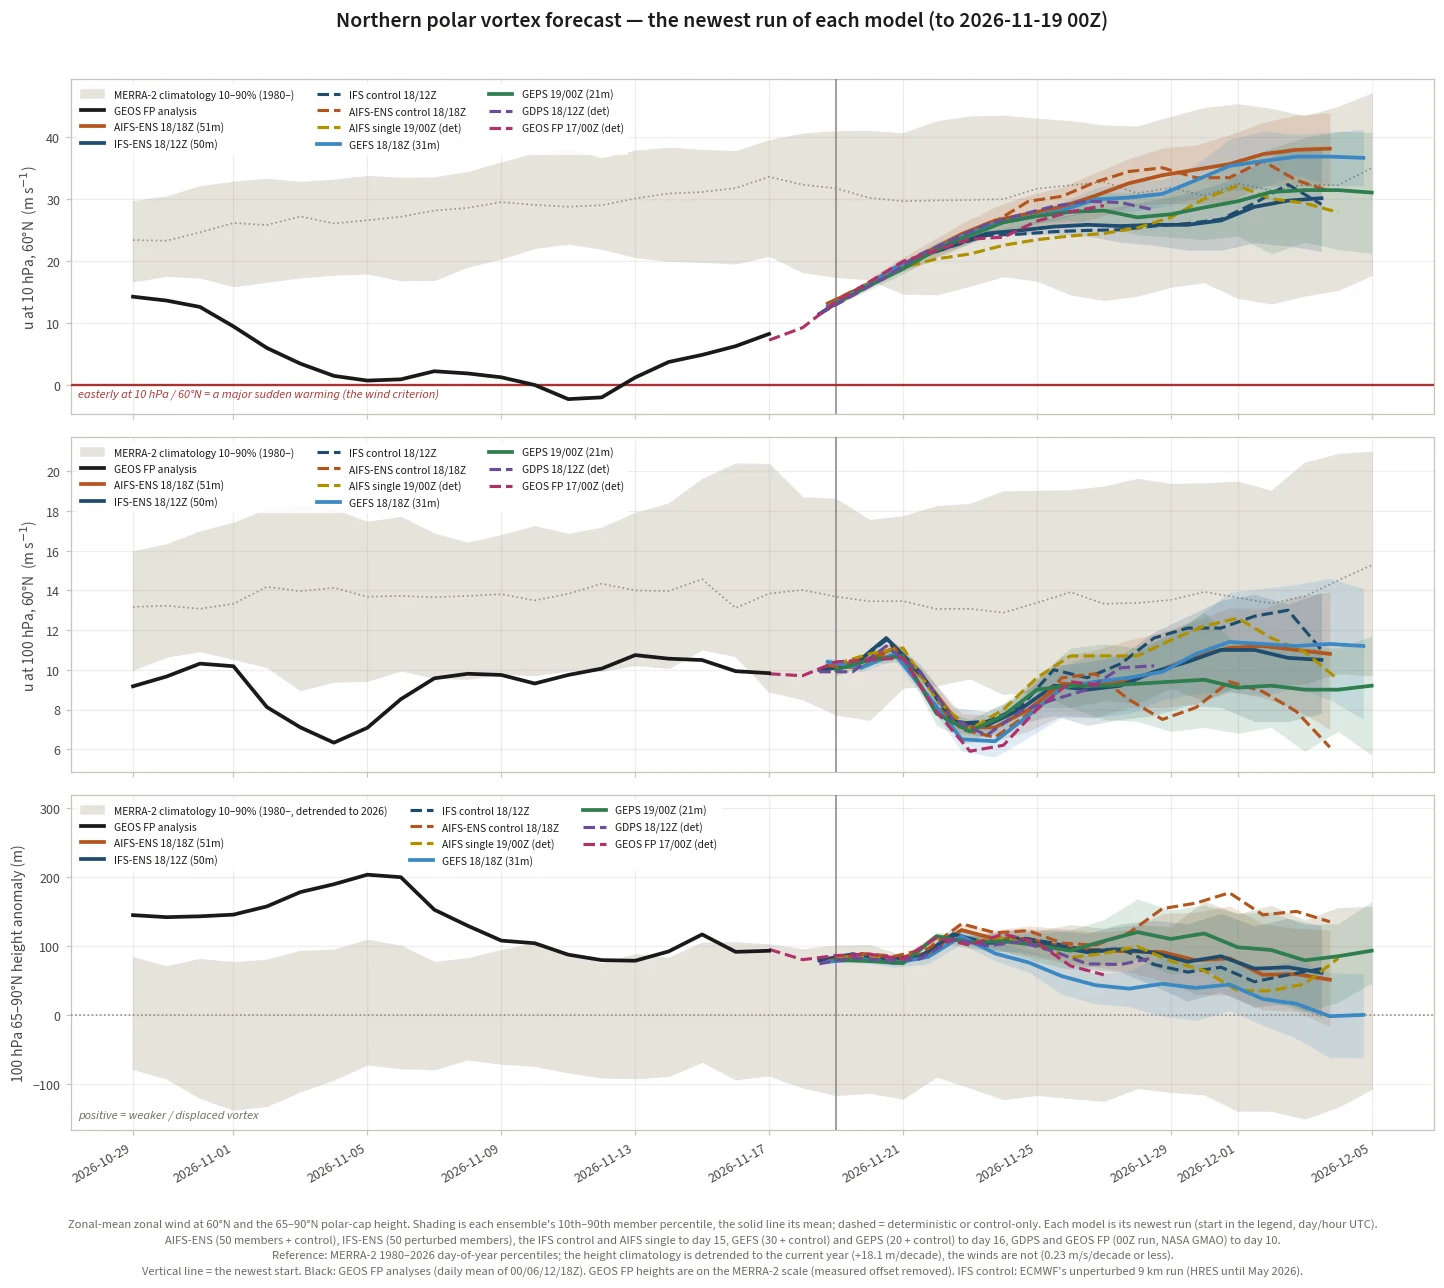 Northern polar vortex forecast — the newest run of each model (to 2026-11-19 00Z)
MERRA-2 climatology 10–90% (1980–)
GEOS FP analysis
AIFS-ENS 18/18Z (51m)
IFS-ENS 18/12Z (50m)
IFS control 18/12Z
AIFS-ENS control 18/18Z
AIFS single 19/00Z (det)
GEFS 18/18Z (31m)
GEPS 19/00Z (21m)
GDPS 18/12Z (det)
GEOS FP 17/00Z (det)
u at 10 hPa, 60°N (m s⁻¹)
40
30
20
10
0
easterly at 10 hPa / 60°N = a major sudden warming (the wind criterion)
MERRA-2 climatology 10–90% (1980–)
GEOS FP analysis
AIFS-ENS 18/18Z (51m)
IFS-ENS 18/12Z (50m)
IFS control 18/12Z
AIFS-ENS control 18/18Z
AIFS single 19/00Z (det)
GEFS 18/18Z (31m)
GEPS 19/00Z (21m)
GDPS 18/12Z (det)
GEOS FP 17/00Z (det)
u at 100 hPa, 60°N (m s⁻¹)
20
18
16
14
12
10
8
6
MERRA-2 climatology 10–90% (1980–, detrended to 2026)
GEOS FP analysis
AIFS-ENS 18/18Z (51m)
IFS-ENS 18/12Z (50m)
IFS control 18/12Z
AIFS-ENS control 18/18Z
AIFS single 19/00Z (det)
GEFS 18/18Z (31m)
GEPS 19/00Z (21m)
GDPS 18/12Z (det)
GEOS FP 17/00Z (det)
100 hPa 65–90°N height anomaly (m)
300
200
100
0
−100
positive = weaker / displaced vortex
2026-10-29
2026-11-01
2026-11-05
2026-11-09
2026-11-13
2026-11-17
2026-11-21
2026-11-25
2026-11-29
2026-12-01
2026-12-05
Zonal-mean zonal wind at 60°N and the 65–90°N polar-cap height. Shading is each ensemble's 10th–90th member percentile, the solid line its mean; dashed = deterministic or control-only. Each model is its newest run (start in the legend, day/hour UTC).
AIFS-ENS (50 members + control), IFS-ENS (50 perturbed members), the IFS control and AIFS single to day 15, GEFS (30 + control) and GEPS (20 + control) to day 16, GDPS and GEOS FP (00Z run, NASA GMAO) to day 10.
Reference: MERRA-2 1980–2026 day-of-year percentiles; the height climatology is detrended to the current year (+18.1 m/decade), the winds are not (0.23 m/s/decade or less).
Vertical line = the newest start. Black: GEOS FP analyses (daily mean of 00/06/12/18Z). GEOS FP heights are on the MERRA-2 scale (measured offset removed). IFS control: ECMWF's unperturbed 9 km run (HRES until May 2026).